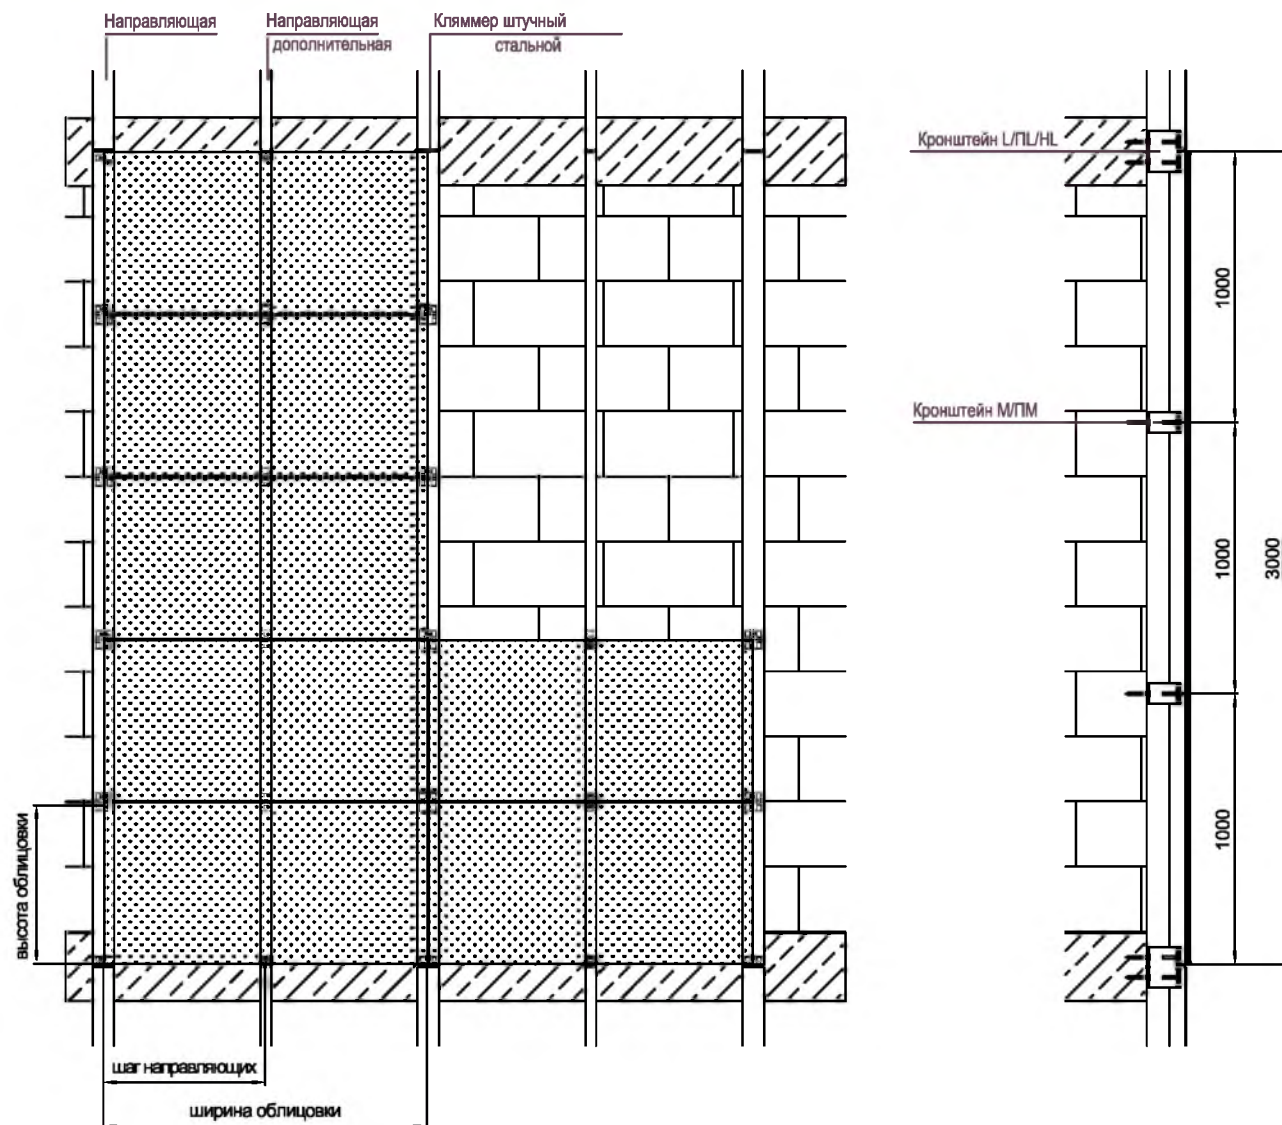 Направляющая
Направляющая
дополнительная
Кляммер штучный
стальной
Кронштейн L/ПL/HL
1000
Кронштейн М/ПМ
1000
3000
1000
высота облицовки
шаг направляющих
ширина облицовки